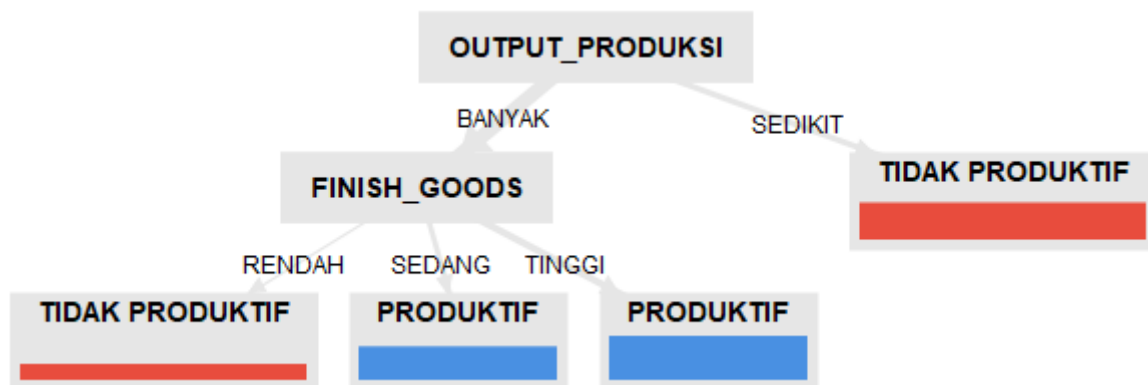 OUTPUT_PRODUKSI
BANYAK
SEDIKIT
FINISH_GOODS
TIDAK PRODUKTIF
RENDAH
SEDANG
TINGGI
TIDAK PRODUKTIF
PRODUKTIF
PRODUKTIF